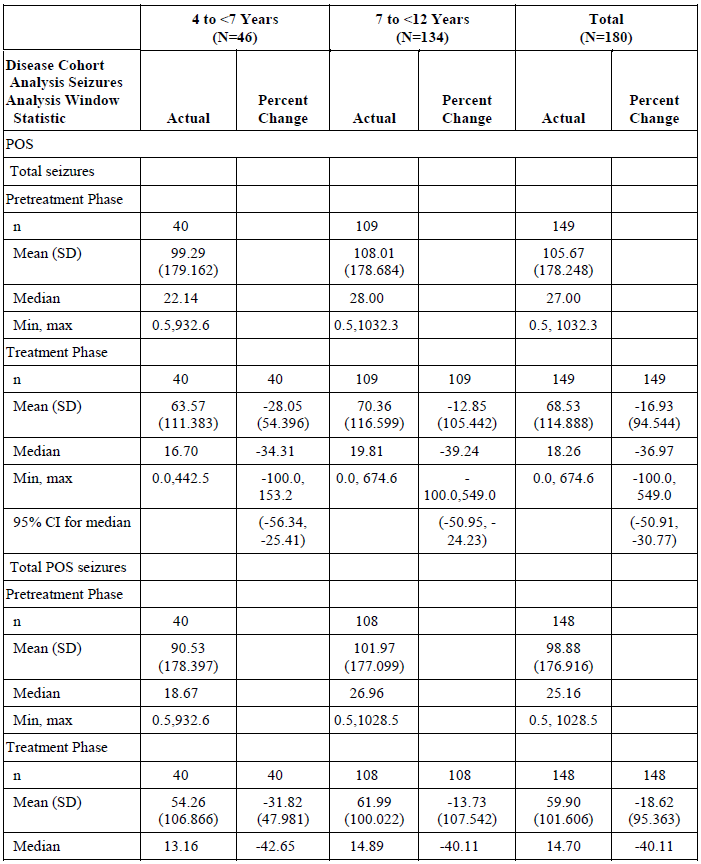 4 to <7 Years (N=46) 7 to <12 Years (N=134) Total (N=180)
Disease Cohort
Analysis Seizures
Analysis Window
Statistic Actual Percent Change Actual Percent Change Actual Percent Change
POS
Total seizures
Pretreatment Phase
n 40 109 149
Mean (SD) 99.29 (179.162) 108.01 (178.684) 105.67 (178.248)
Median 22.14 28.00 27.00
Min, max 0.5,932.6 0.5,1032.3 0.5, 1032.3
Treatment Phase
n 40 40 109 109 149 149
Mean (SD) 63.57 (111.383) -28.05 (54.396) 70.36 (116.599) -12.85 (105.442) 68.53 (114.888) -16.93 (94.544)
Median 16.70 -34.31 19.81 -39.24 18.26 -36.97
Min, max 0.0,442.5 -100.0, 153.2 0.0, 674.6 - 100.0,549.0 0.0, 674.6 -100.0, 549.0
95% CI for median (-56.34, -25.41) (-50.95, - 24.23) (-50.91, -30.77)
Total POS seizures
Pretreatment Phase
n 40 108 148
Mean (SD) 90.53 (178.397) 101.97 (177.099) 98.88 (176.916)
Median 18.67 26.96 25.16
Min, max 0.5,932.6 0.5,1028.5 0.5, 1028.5
Treatment Phase
n 40 40 108 108 148 148
Mean (SD) 54.26 (106.866) -31.82 (47.981) 61.99 (100.022) -13.73 (107.542) 59.90 (101.606) -18.62 (95.363)
Median 13.16 -42.65 14.89 -40.11 14.70 -40.11